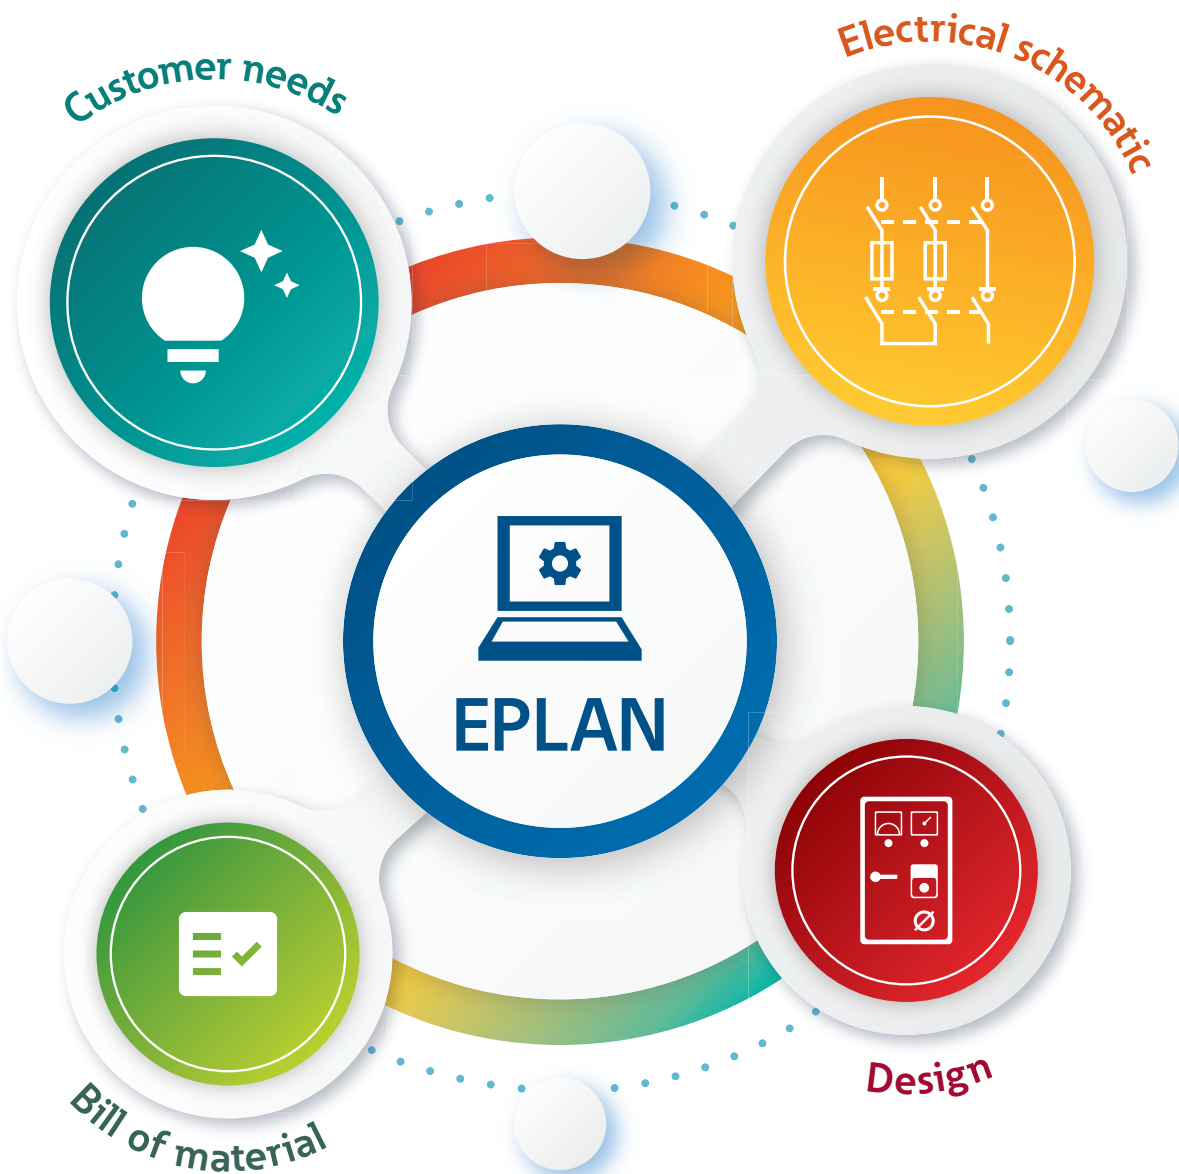 Customer needs
Electrical schematic
EPLAN
Design
Bill of material